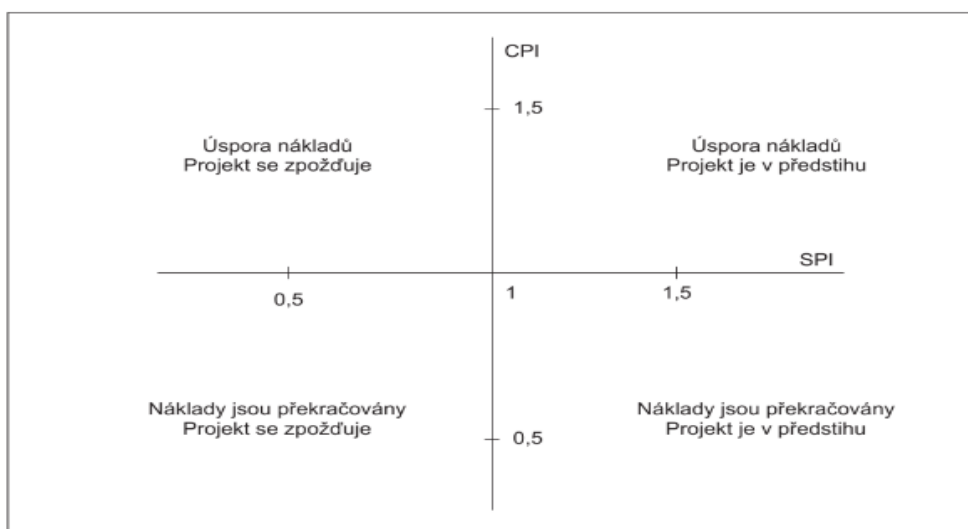 CPI
1,5
Úspora nákladů
Projekt se zpožďuje
Úspora nákladů
Projekt je v předstihu
SPI
0,5
1
1,5
Náklady jsou překračovány
Projekt se zpožďuje
Náklady jsou překračovány
Projekt je v předstihu
0,5